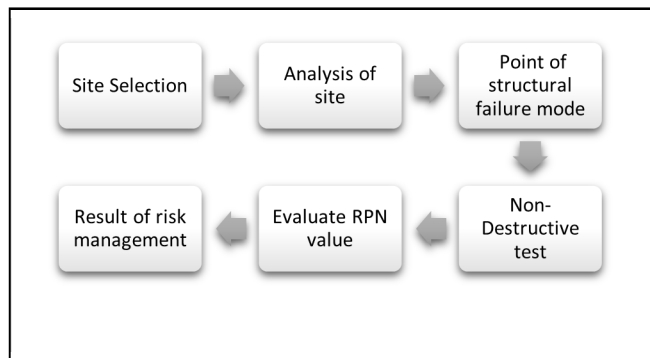 Site Selection
Analysis of
site
Point of
structural
failure mode
Non-
Destructive
test
Evaluate RPN
value
Result of risk
management